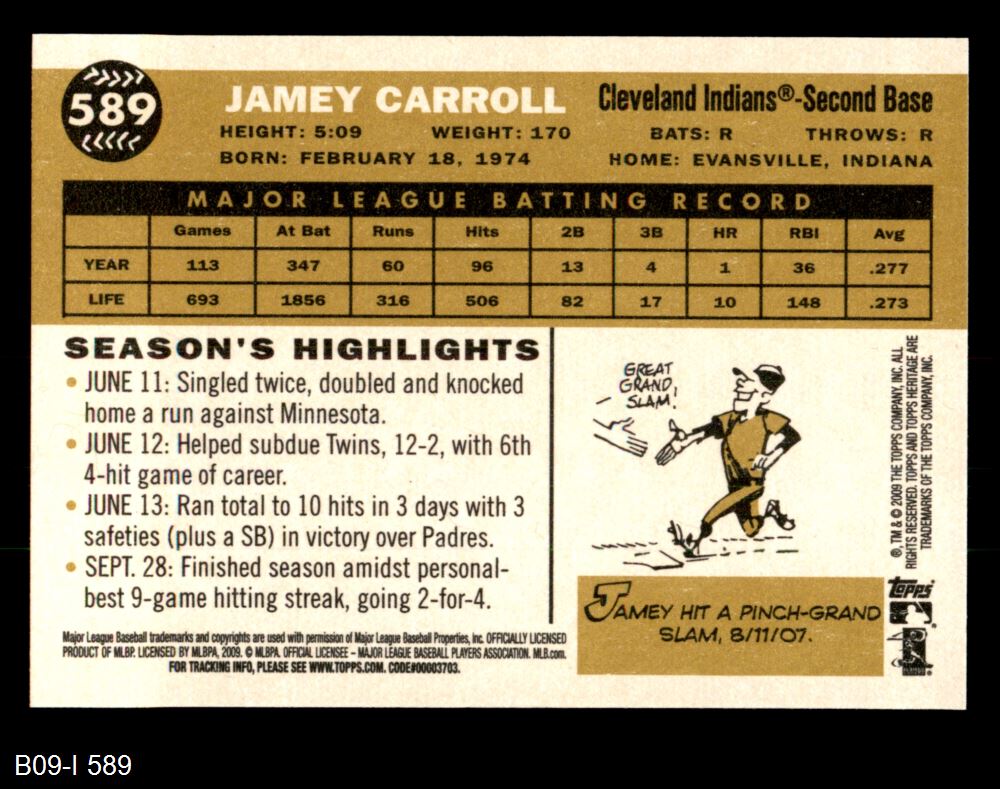 589
JAMEY CARROLL
Cleveland Indians®-Second Base
HEIGHT: 5:09 WEIGHT: 170 BATS: R THROWS: R
BORN: FEBRUARY 18, 1974 HOME: EVANSVILLE, INDIANA
MAJOR LEAGUE BATTING RECORD
Games At Bat Runs Hits 2B 3B HR RBI Avg
YEAR 113 347 60 96 13 4 1 36 .277
LIFE 693 1856 316 506 82 17 10 148 .273
SEASON'S HIGHLIGHTS
• JUNE 11: Singled twice, doubled and knocked
home a run against Minnesota.
• JUNE 12: Helped subdue Twins, 12-2, with 6th
4-hit game of career.
• JUNE 13: Ran total to 10 hits in 3 days with 3
safeties (plus a SB) in victory over Padres.
• SEPT. 28: Finished season amidst personal-
best 9-game hitting streak, going 2-for-4.
Major League Baseball trademarks and copyrights are used with permission of Major League Baseball Properties, Inc. OFFICIALLY LICENSED
PRODUCT OF MLBP. LICENSED BY MLBPA, 2009. © MLBPA. OFFICIAL LICENSEE – MAJOR LEAGUE BASEBALL PLAYERS ASSOCIATION. MLB.com.
FOR TRACKING INFO, PLEASE SEE WWW.TOPPS.COM. CODE#00003703.
GREAT
GRAND,
SLAM!
JAMEY HIT A PINCH-GRAND
SLAM, 8/11/07.
®, TM & © 2009 THE TOPPS COMPANY, INC. ALL
RIGHTS RESERVED. TOPPS AND TOPPS HERITAGE ARE
TRADEMARKS OF THE TOPPS COMPANY, INC.
topps
B09-I 589